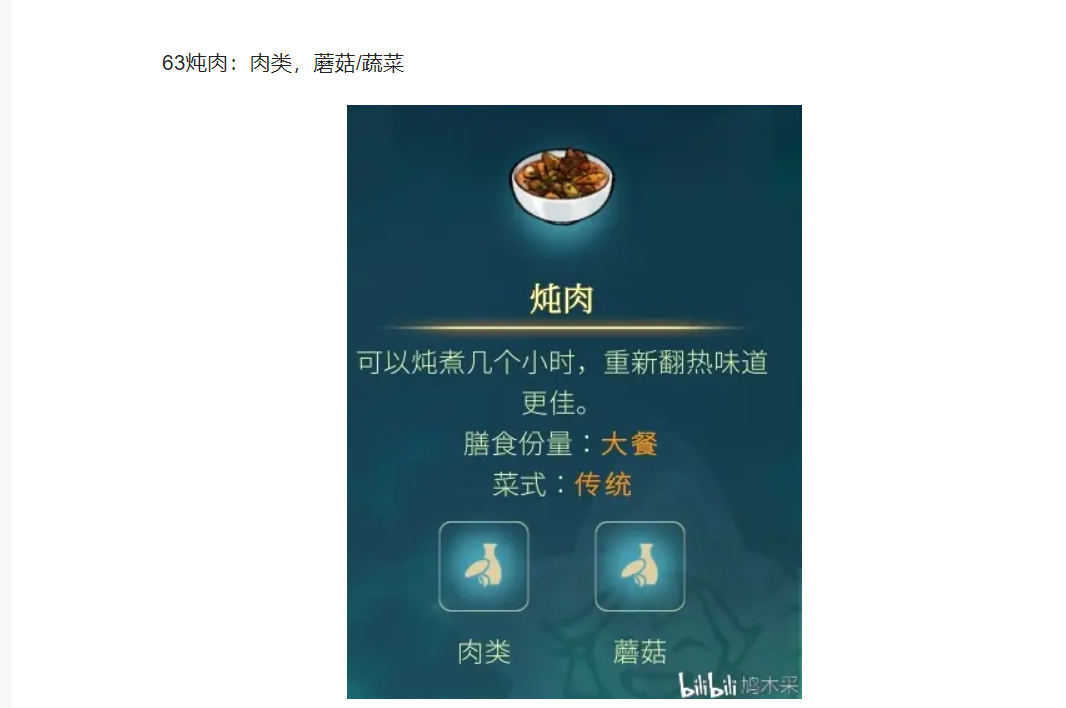 63炖肉：肉类，蘑菇/蔬菜
炖肉
可以炖煮几个小时，重新翻热味道
更佳。
膳食份量：大餐
菜式：传统
肉类
蘑菇
bilibili 鸠木采